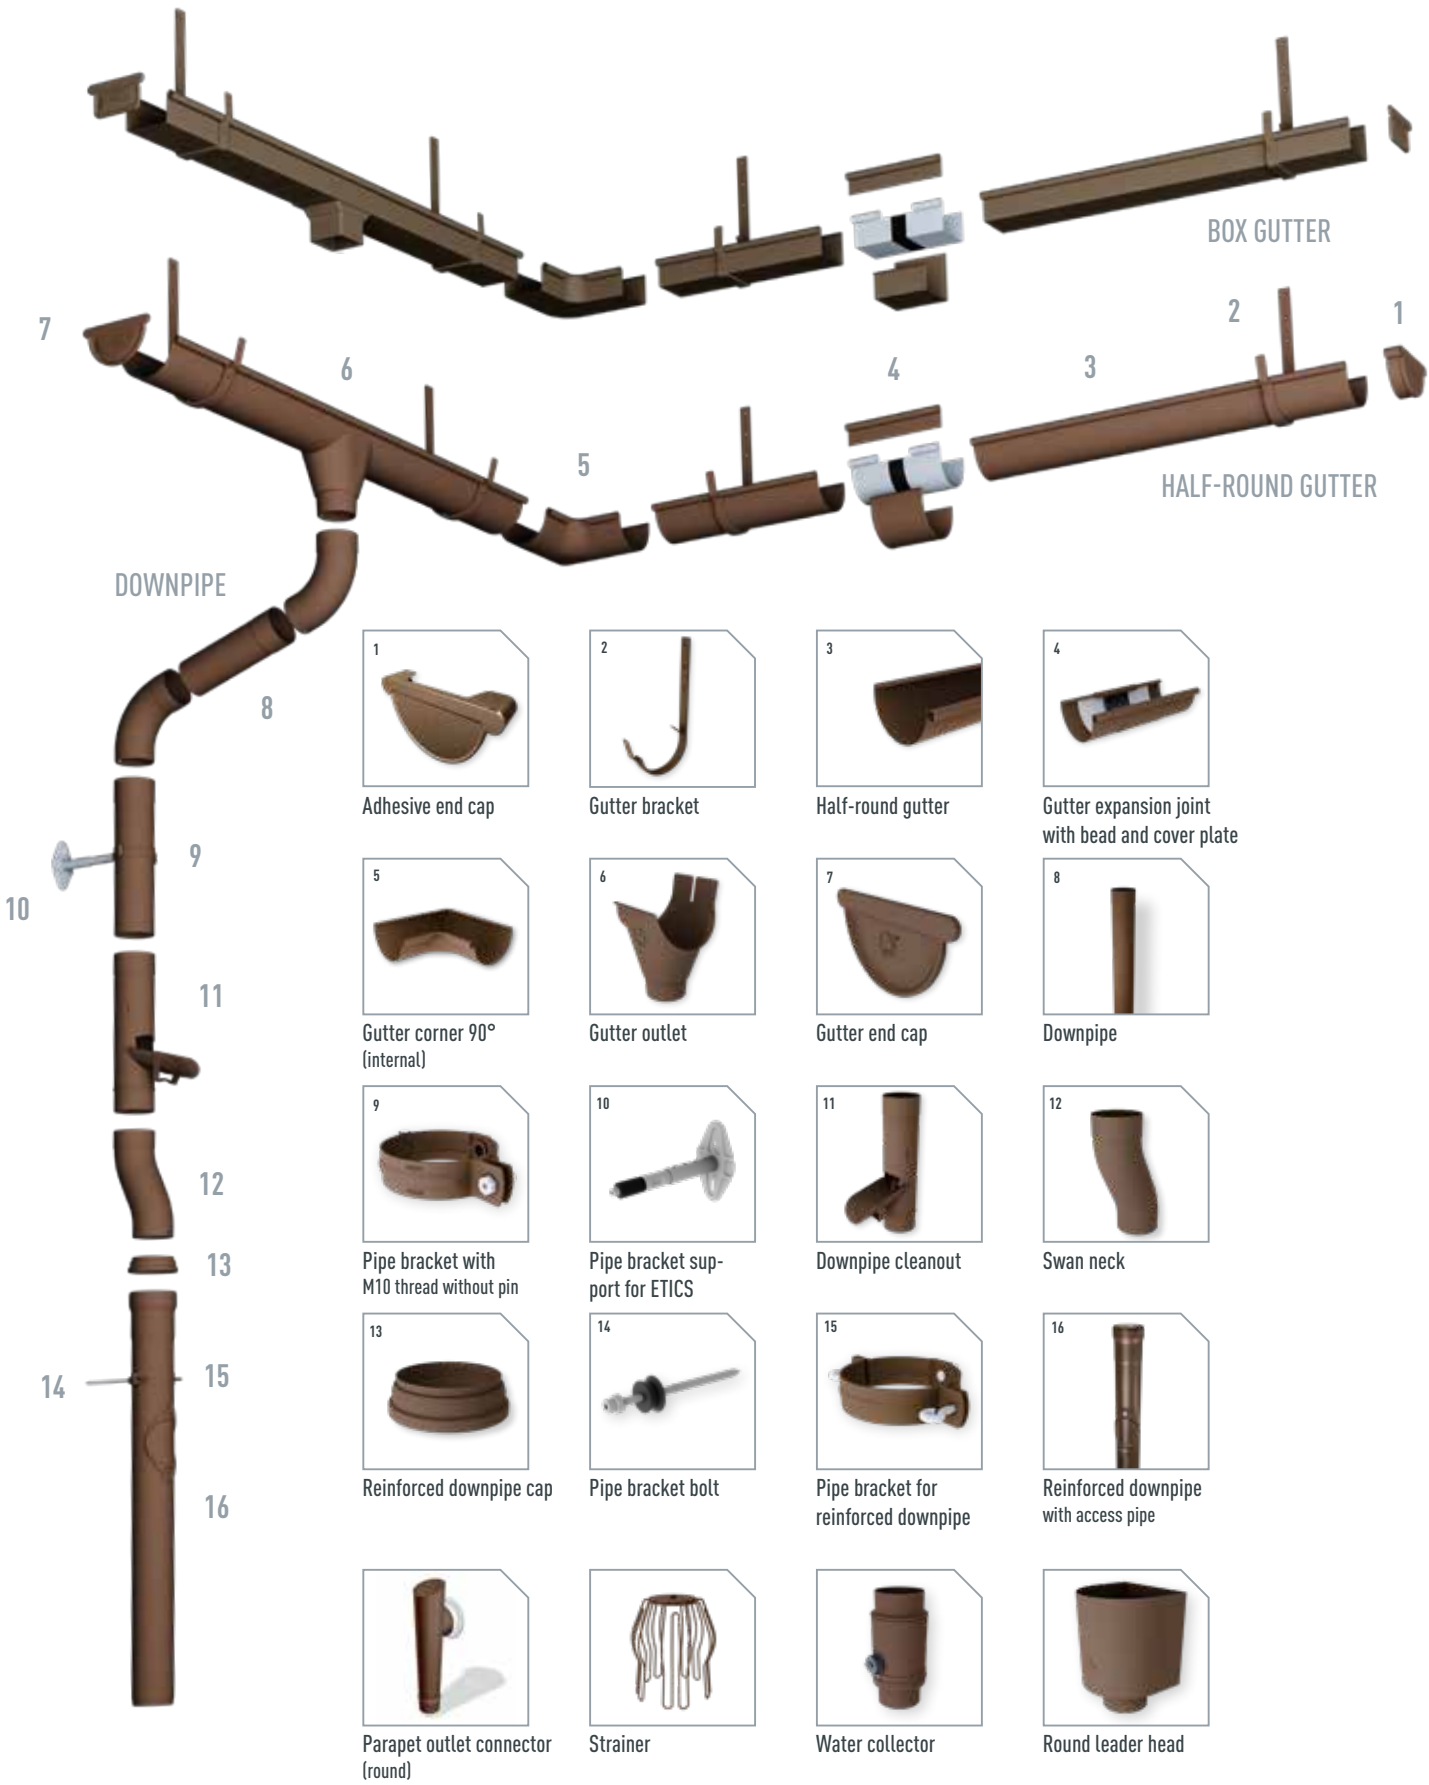 BOX GUTTER
7
6
4
3
2
1
5
HALF-ROUND GUTTER
DOWNPIPE
8
9
10
11
12
13
14
15
16
1
Adhesive end cap
2
Gutter bracket
3
Half-round gutter
4
Gutter expansion joint
with bead and cover plate
5
Gutter corner 90°
(internal)
6
Gutter outlet
7
Gutter end cap
8
Downpipe
9
Pipe bracket with
M10 thread without pin
10
Pipe bracket sup-
port for ETICS
11
Downpipe cleanout
12
Swan neck
13
Reinforced downpipe cap
14
Pipe bracket bolt
15
Pipe bracket for
reinforced downpipe
16
Reinforced downpipe
with access pipe
Parapet outlet connector
(round)
Strainer
Water collector
Round leader head